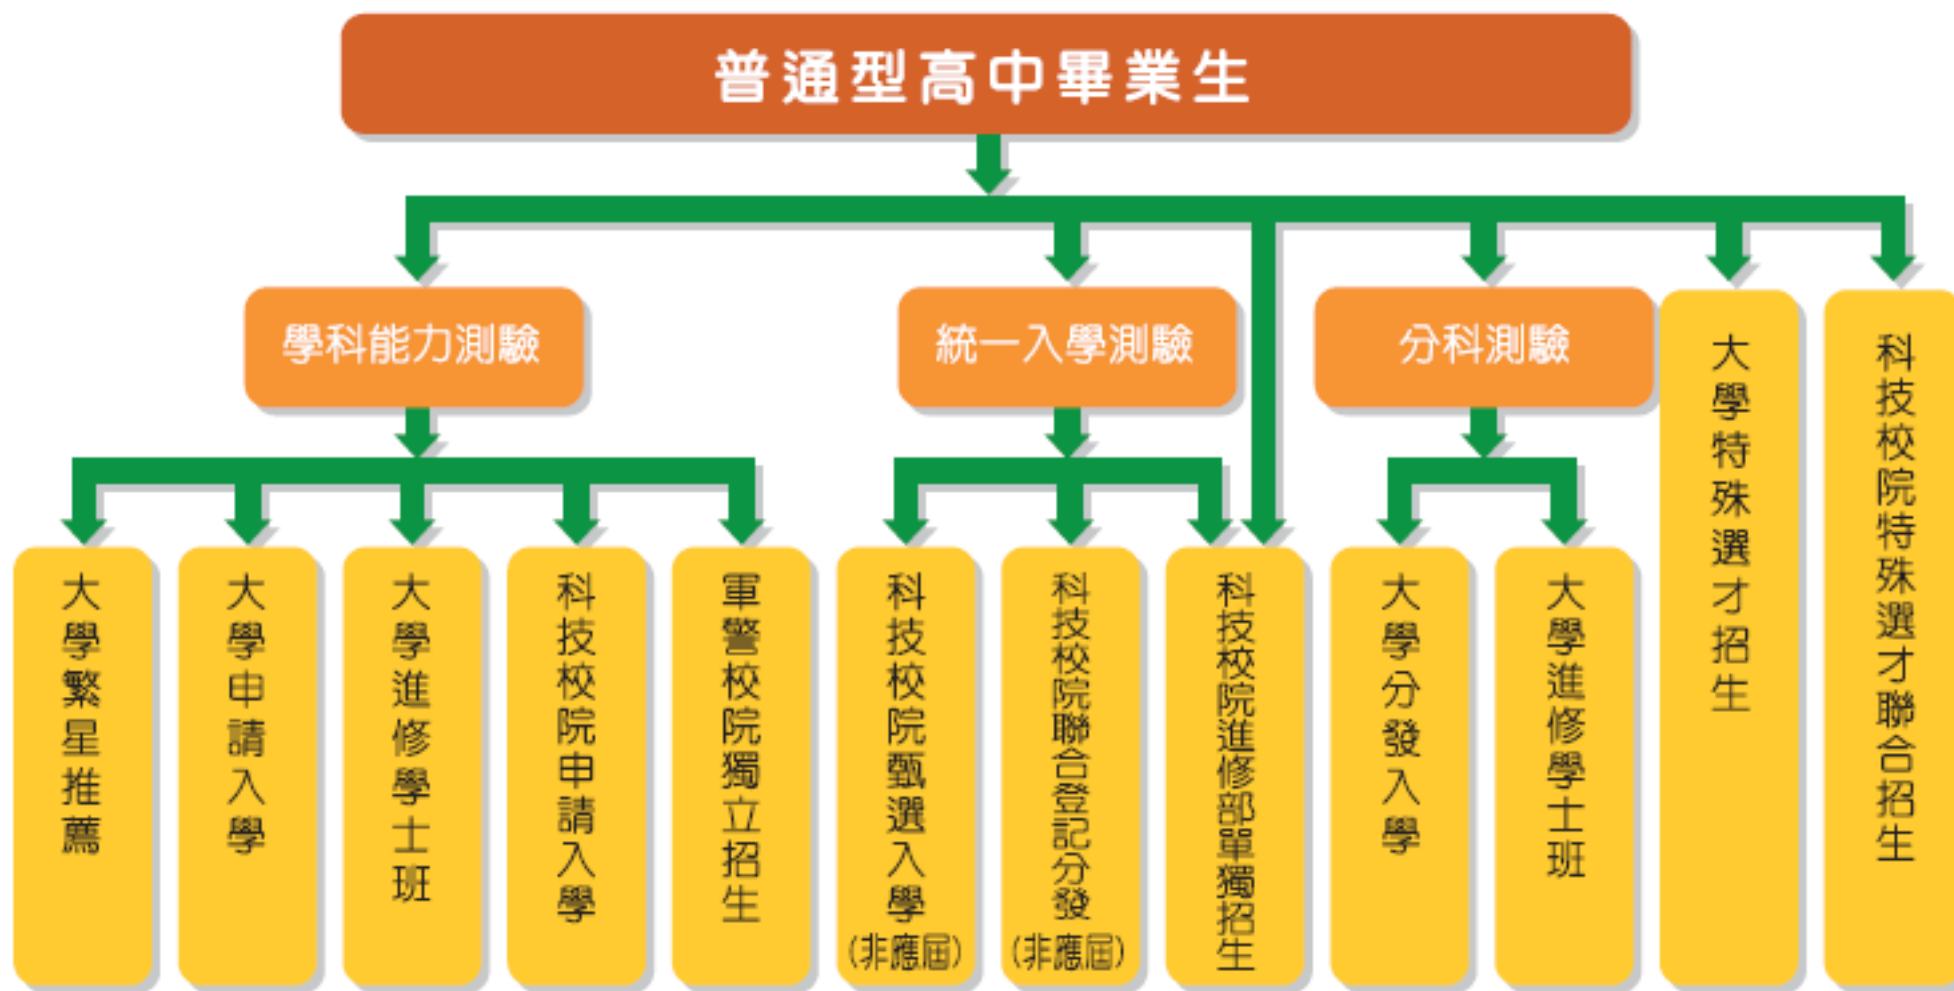 普通型高中畢業生
學科能力測驗
統一入學測驗
分科測驗
大學特殊選才招生
科技校院特殊選才聯合招生
大學繁星推薦
大學申請入學
大學進修學士班
科技校院申請入學
軍警校院獨立招生
科技校院甄選入學
(非應屆)
科技校院聯合登記分發
(非應屆)
科技校院進修部單獨招生
大學分發入學
大學進修學士班